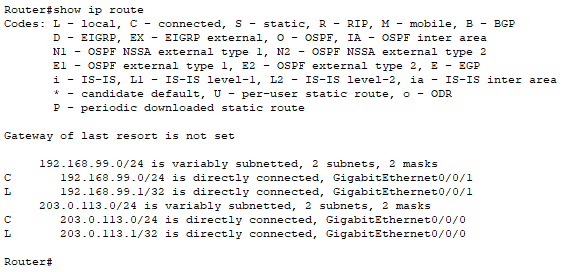 Router#show ip route
Codes: L - local, C - connected, S - static, R - RIP, M - mobile, B - BGP
       D - EIGRP, EX - EIGRP external, O - OSPF, IA - OSPF inter area
       N1 - OSPF NSSA external type 1, N2 - OSPF NSSA external type 2
       E1 - OSPF external type 1, E2 - OSPF external type 2, E - EGP
       i - IS-IS, L1 - IS-IS level-1, L2 - IS-IS level-2, ia - IS-IS inter area
       * - candidate default, U - per-user static route, o - ODR
       P - periodic downloaded static route

Gateway of last resort is not set

     192.168.99.0/24 is variably subnetted, 2 subnets, 2 masks
C       192.168.99.0/24 is directly connected, GigabitEthernet0/0/1
L       192.168.99.1/32 is directly connected, GigabitEthernet0/0/1
     203.0.113.0/24 is variably subnetted, 2 subnets, 2 masks
C       203.0.113.0/24 is directly connected, GigabitEthernet0/0/0
L       203.0.113.1/32 is directly connected, GigabitEthernet0/0/0

Router#